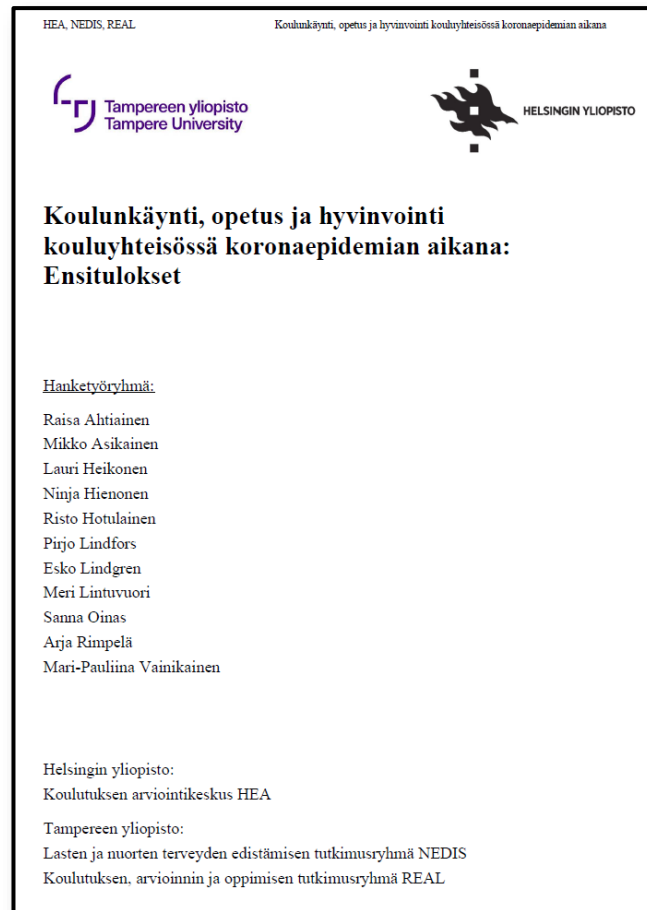 HEA, NEDIS, REAL
Koulunkäynti, opetus ja hyvinvointi kouluyhteisössä koronaepidemian aikana
Tampereen yliopisto
Tampere University
HELSINGIN YLIOPISTO
Koulunkäynti, opetus ja hyvinvointi
kouluyhteisössä koronaepidemian aikana:
Ensitulokset
Hanketyöryhmä:
Raisa Ahtiainen
Mikko Asikainen
Lauri Heikonen
Ninja Hienonen
Risto Hotulainen
Pirjo Lindfors
Esko Lindgren
Meri Lintuvuori
Sanna Oinas
Arja Rimpelä
Mari-Pauliina Vainikainen
Helsingin yliopisto:
Koulutuksen arviointikeskus HEA
Tampereen yliopisto:
Lasten ja nuorten terveyden edistämisen tutkimusryhmä NEDIS
Koulutuksen, arvioinnin ja oppimisen tutkimusryhmä REAL